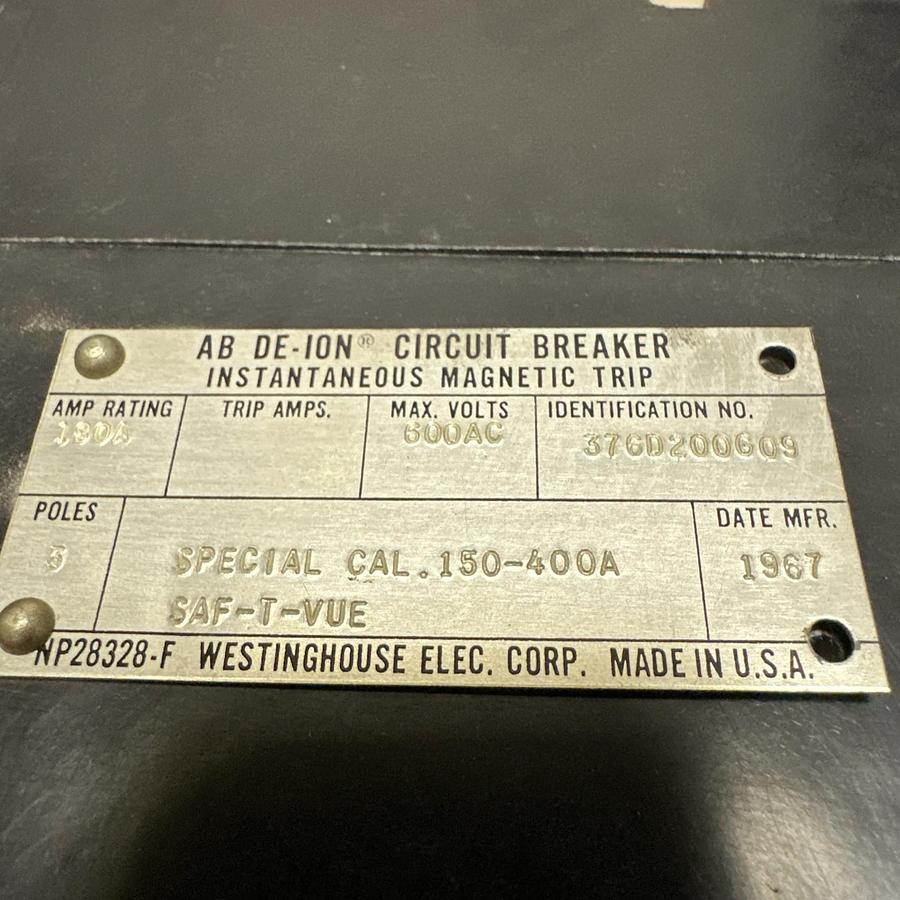 AB DE-ION® CIRCUIT BREAKER
INSTANTANEOUS MAGNETIC TRIP
AMP RATING TRIP AMPS. MAX. VOLTS IDENTIFICATION NO.
600AC 376D200G09
POLES DATE MFR.
3 SPECIAL CAL.150-400A 1967
SAF-T-VUE
NP28328-F WESTINGHOUSE ELEC. CORP. MADE IN U.S.A.